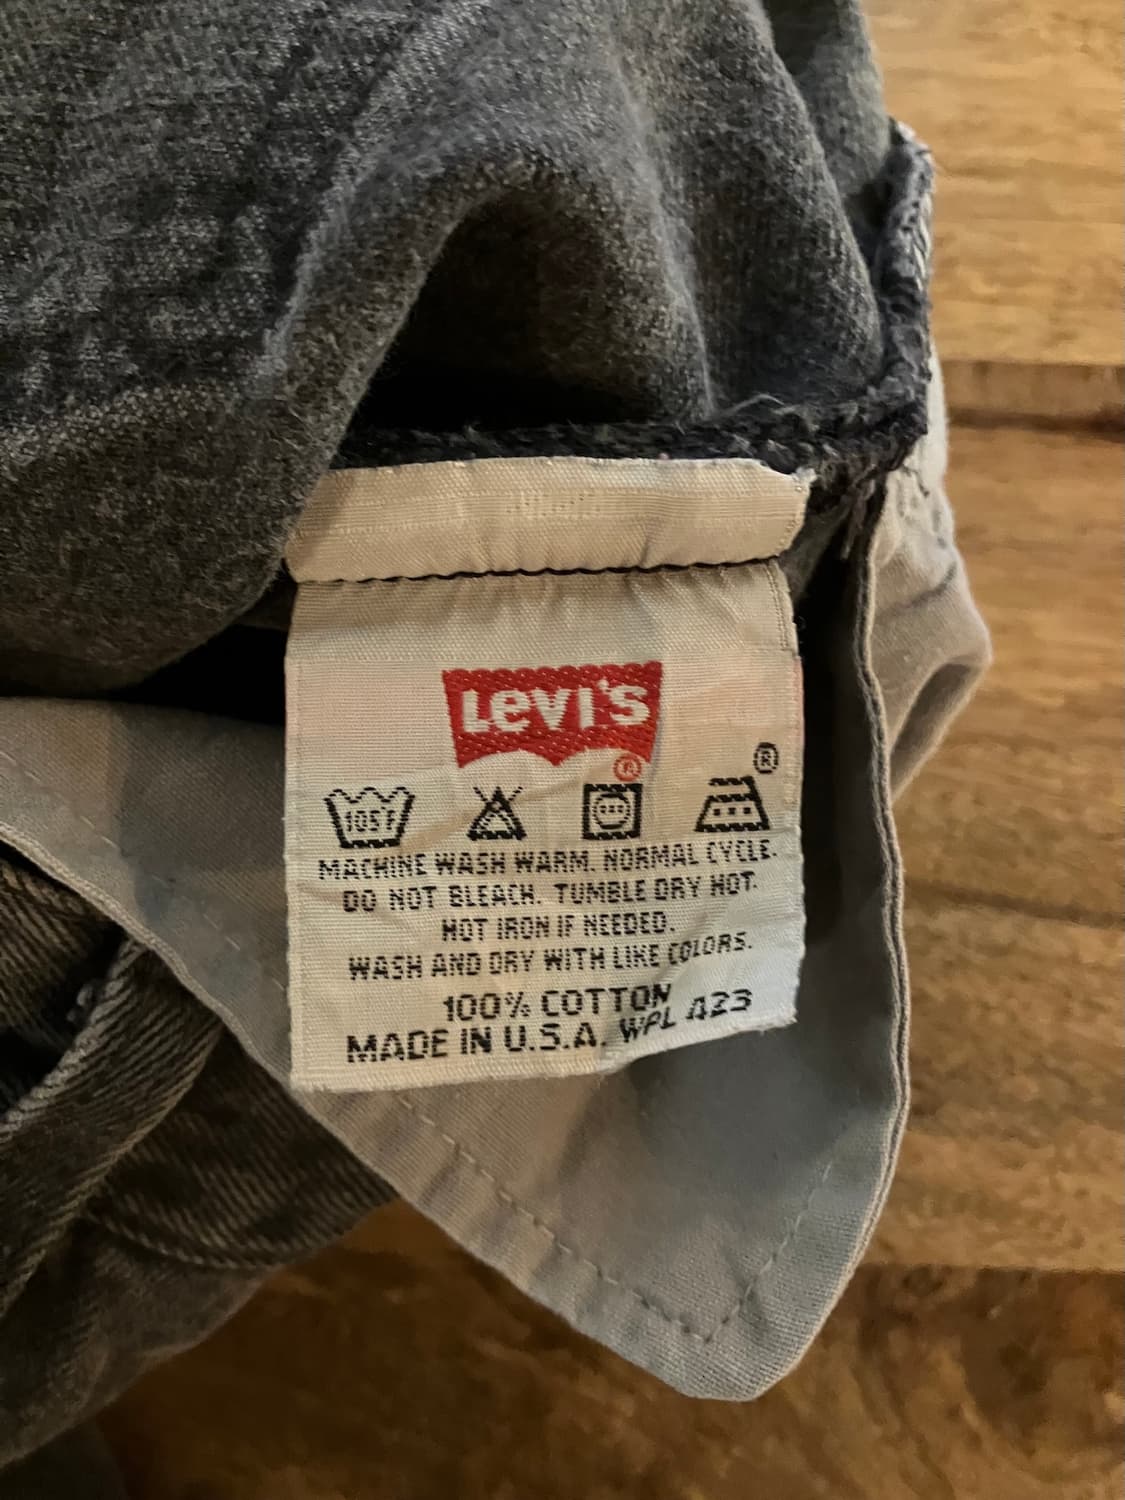 LEVI'S
®
®
105°F
MACHINE WASH WARM. NORMAL CYCLE.
DO NOT BLEACH. TUMBLE DRY HOT.
HOT IRON IF NEEDED.
WASH AND DRY WITH LIKE COLORS.
100% COTTON
MADE IN U.S.A. WPL 423